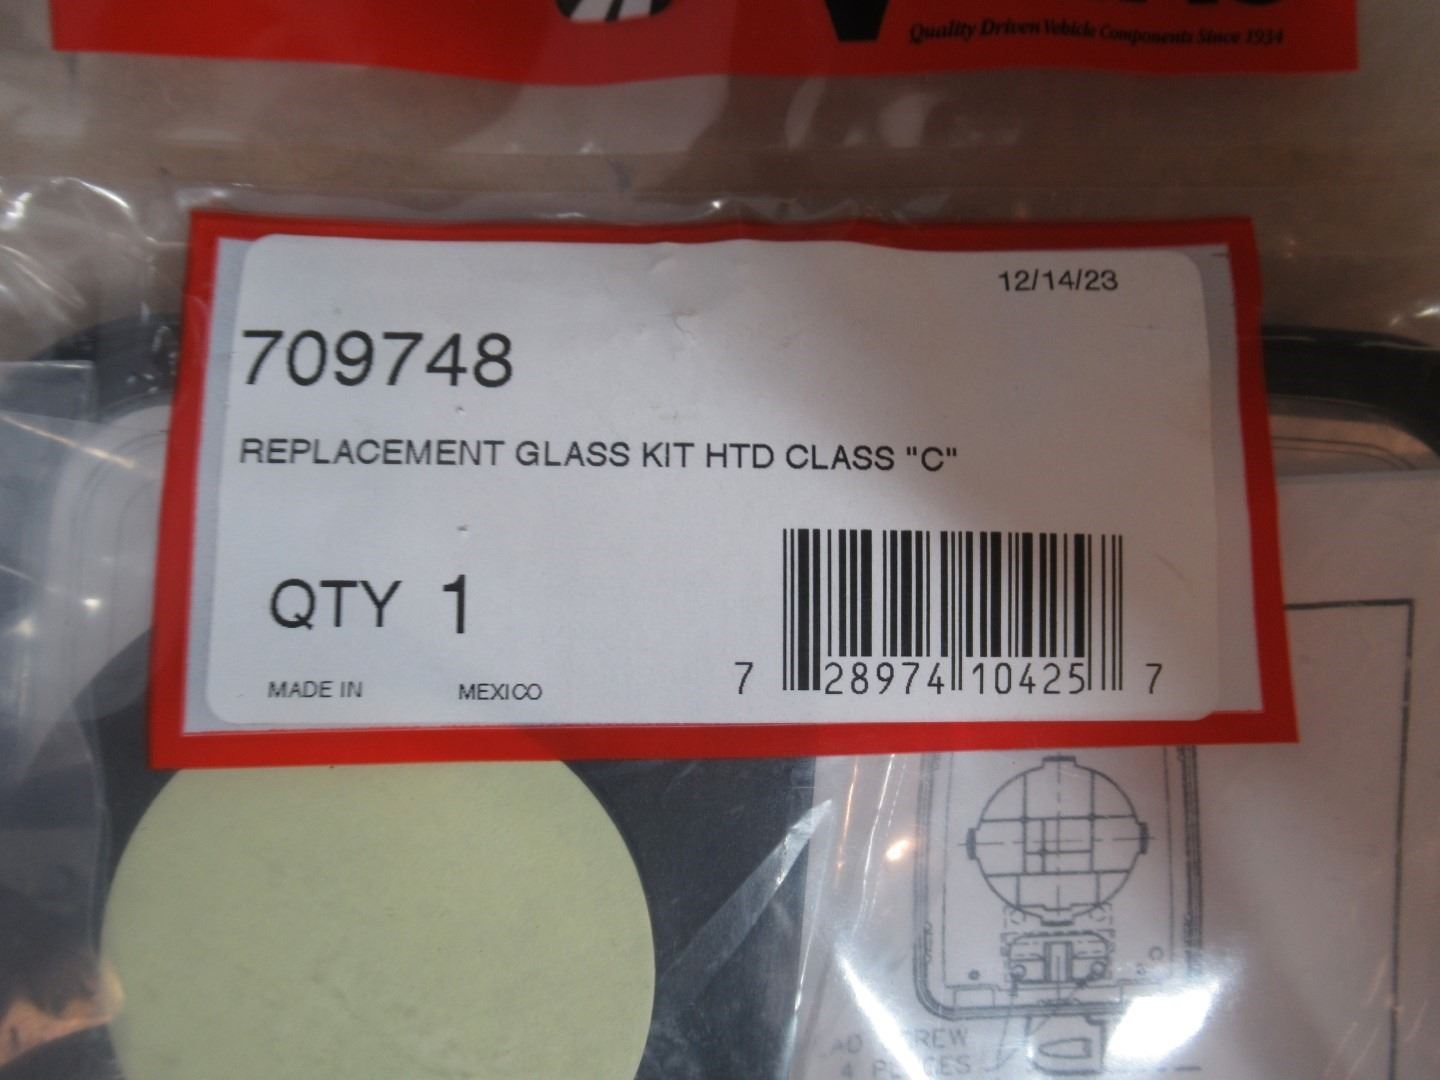 Quality Driven Vehicle Components Since 1934
12/14/23
709748
REPLACEMENT GLASS KIT HTD CLASS "C"
QTY 1
MADE IN MEXICO
7 28974 10425 7
4